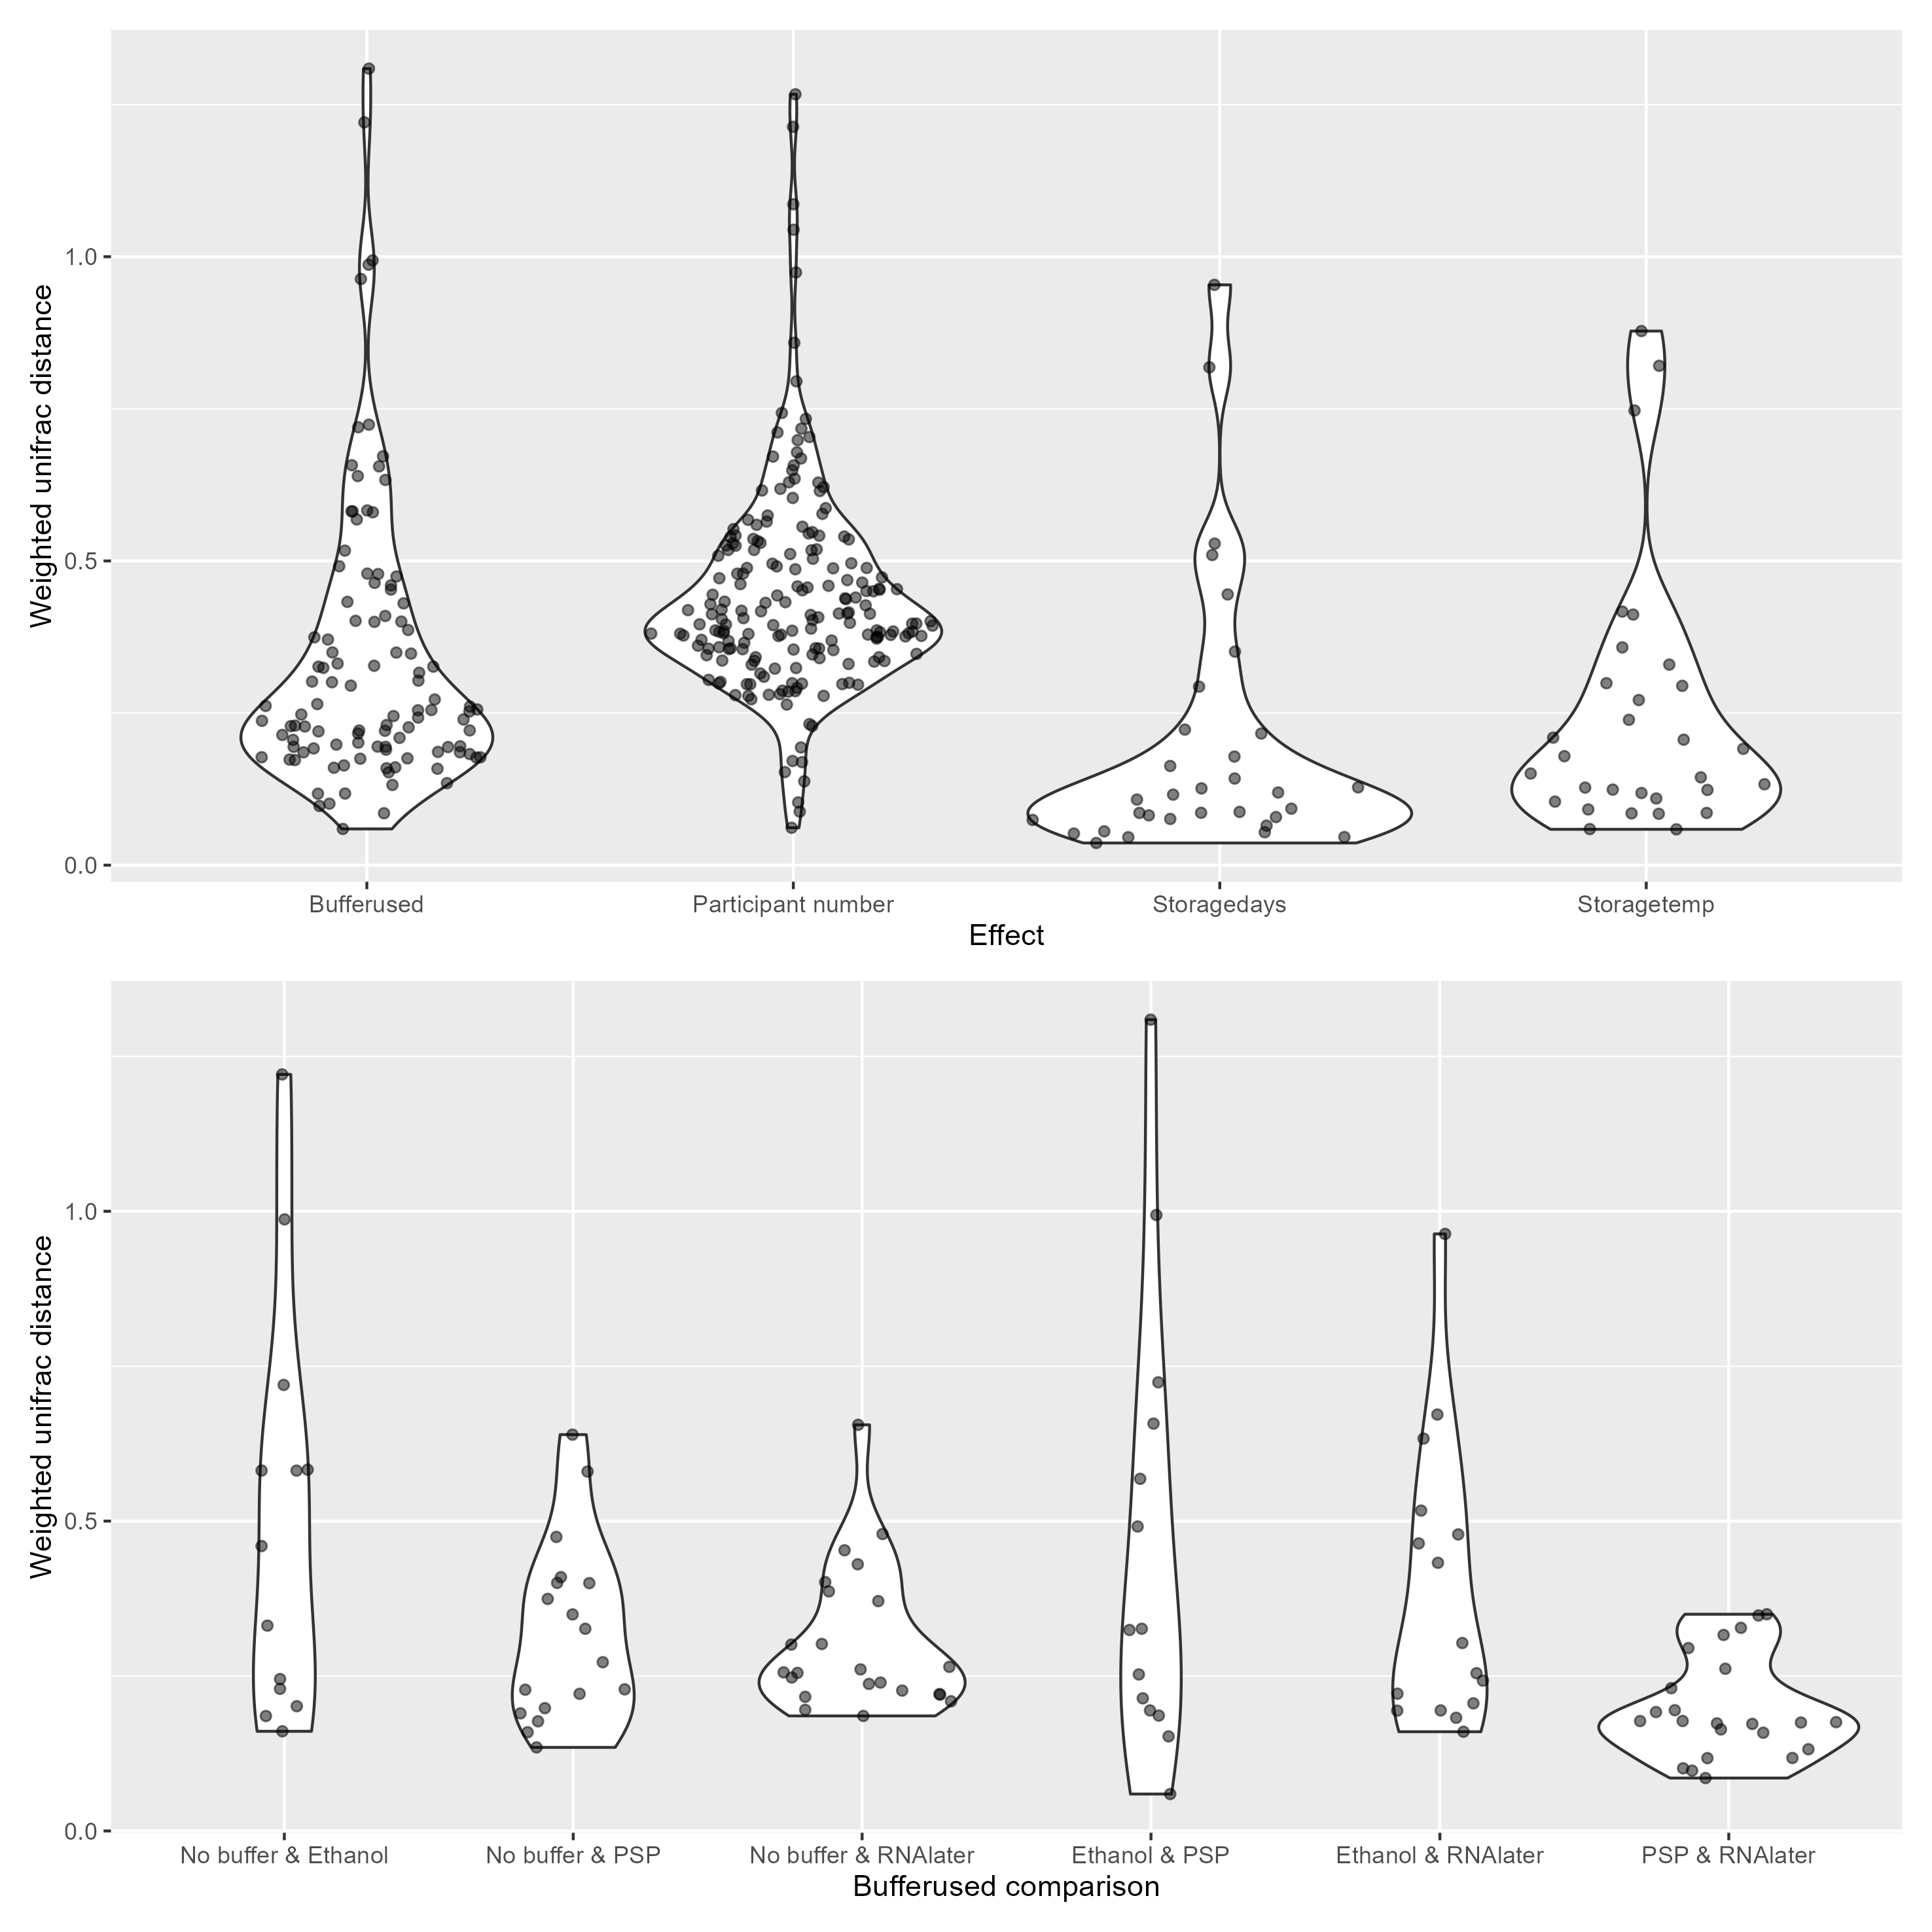 Weighted unifrac distance
1.0
0.5
0.0
Bufferused Participant number Storagedays Storagetemp
Effect
Weighted unifrac distance
1.0
0.5
0.0
No buffer & Ethanol No buffer & PSP No buffer & RNAlater Ethanol & PSP Ethanol & RNAlater PSP & RNAlater
Bufferused comparison